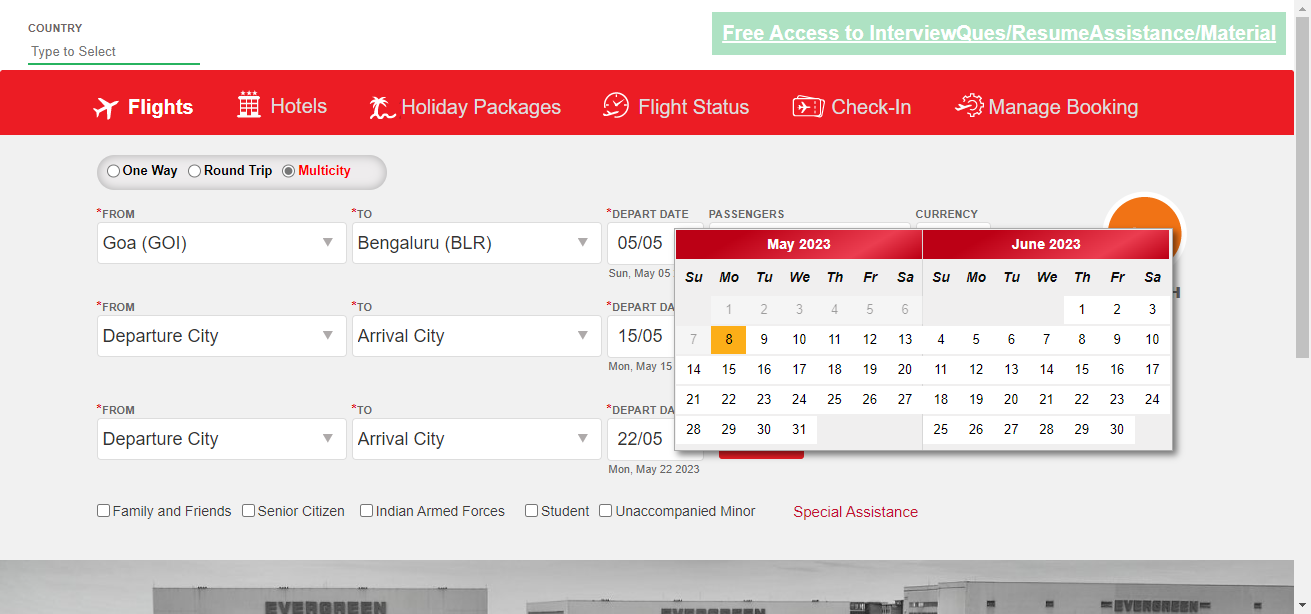 COUNTRY
Type to Select
Free Access to InterviewQues/ResumeAssistance/Material
Flights Hotels Holiday Packages Flight Status Check-In Manage Booking
One Way Round Trip Multicity
*FROM *TO *DEPART DATE PASSENGERS CURRENCY
Goa (GOI) Bengaluru (BLR) 05/05
Sun, May 05
*FROM *TO *DEPART DA
Departure City Arrival City 15/05
Mon, May 15
*FROM *TO *DEPART DA
Departure City Arrival City 22/05
Mon, May 22 2023
May 2023 June 2023
Su Mo Tu We Th Fr Sa Su Mo Tu We Th Fr Sa
1 2 3 4 5 6 1 2 3
7 8 9 10 11 12 13 4 5 6 7 8 9 10
14 15 16 17 18 19 20 11 12 13 14 15 16 17
21 22 23 24 25 26 27 18 19 20 21 22 23 24
28 29 30 31 25 26 27 28 29 30
H
Family and Friends Senior Citizen Indian Armed Forces Student Unaccompanied Minor Special Assistance
EVERGREEN EVERGREEN EVERGREEN